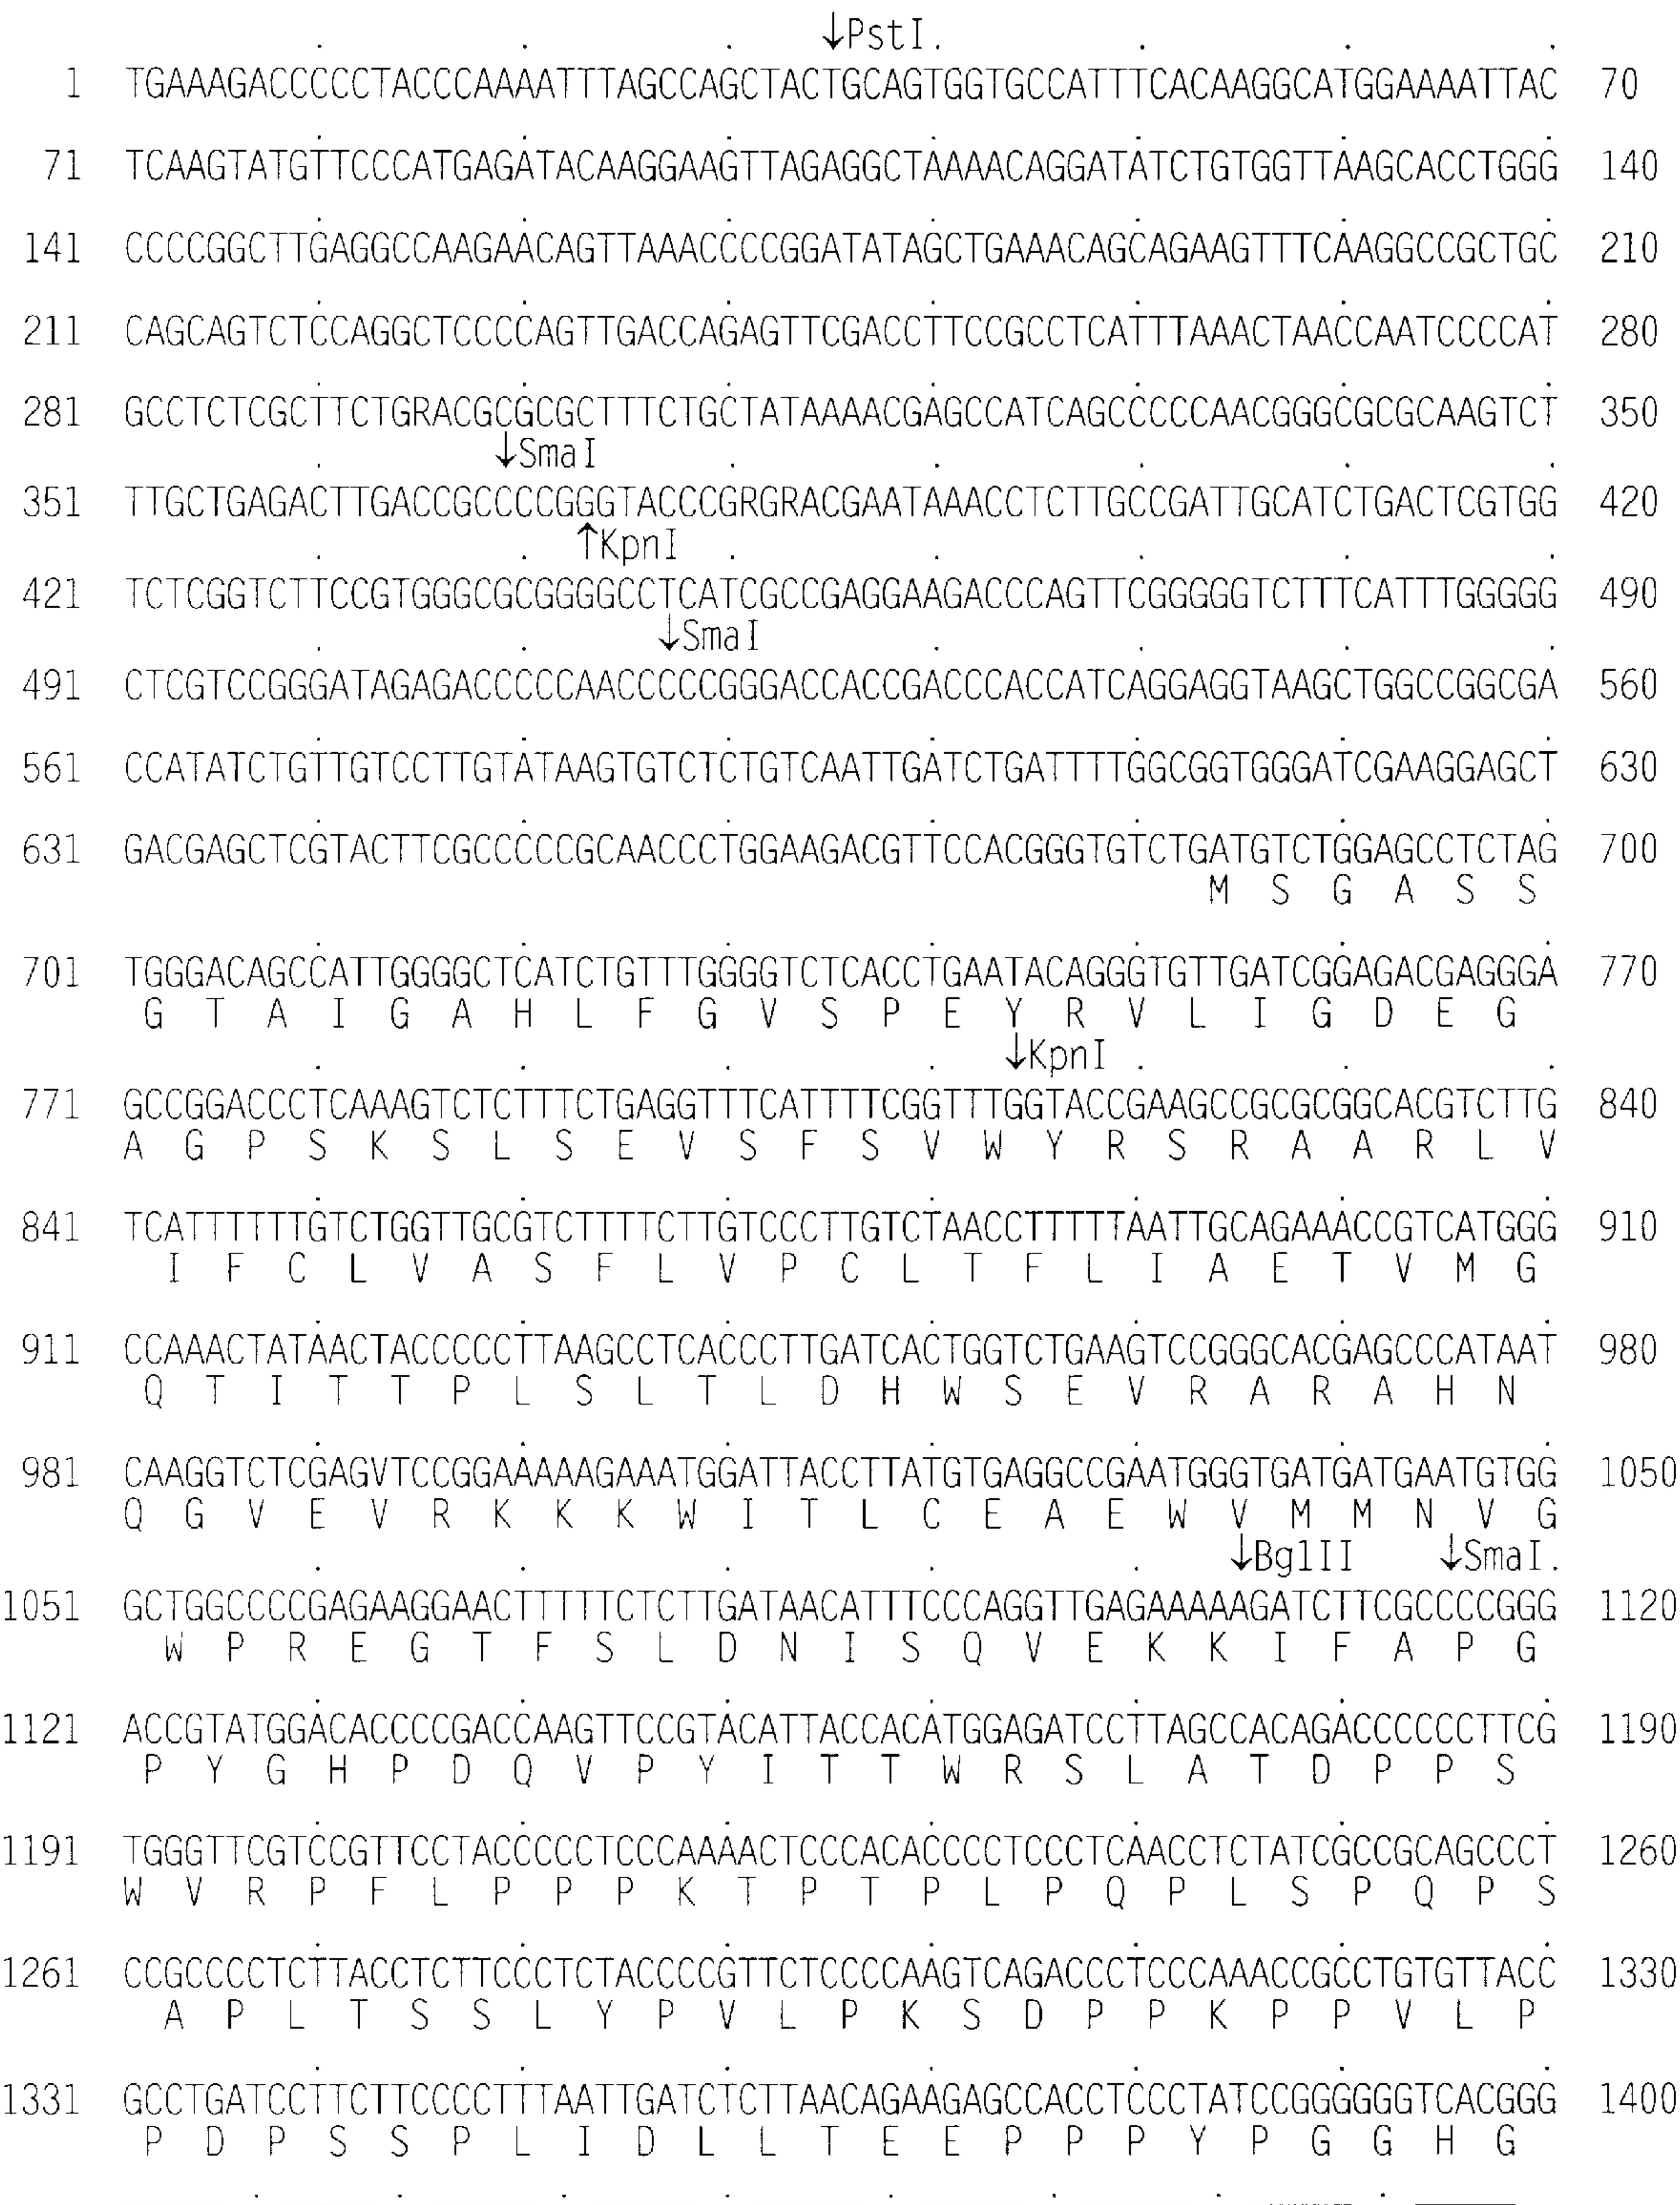 ↓PstI.
1 TGAAAGACCCCCTACCCAAAATTTAGCCAGCTACTGCAGTGGTGCCATTTCACAAGGCATGGAAAATTAC 70
71 TCAAGTATGTTCCCATGAGATACAAGGAAGTTAGAGGCTAAAACAGGATATCTGTGGTTAAGCACCTGGG 140
141 CCCCGGCTTGAGGCCAAGAACAGTTAAACCCCGGATATAGCTGAAACAGCAGAAGTTTCAAGGCCGCTGC 210
211 CAGCAGTCTCCAGGCTCCCCAGTTGACCAGAGTTCGACCTTCCGCCTCATTTAAACTAACCAATCCCCAT 280
281 GCCTCTCGCTTCTGRACGCGCGCTTTCTGCTATAAAACGAGCCATCAGCCCCCAACGGGCGCGCAAGTCT 350
↓SmaI
351 TTGCTGAGACTTGACCGCCCCGGGTACCCGRGRACGAATAAACCTCTTGCCGATTGCATCTGACTCGTGG 420
↑KpnI
421 TCTCGGTCTTCCGTGGGCGCGGGGCCTCATCGCCGAGGAAGACCCAGTTCGGGGGTCTTTCATTTGGGGG 490
↓SmaI
491 CTCGTCCGGGATAGAGACCCCCAACCCCCGGGACCACCGACCCACCATCAGGAGGTAAGCTGGCCGGCGA 560
561 CCATATCTGTTGTCCTTGTATAAGTGTCTCTGTCAATTGATCTGATTTTGGCGGTGGGATCGAAGGAGCT 630
631 GACGAGCTCGTACTTCGCCCCCGCAACCCTGGAAGACGTTCCACGGGTGTCTGATGTCTGGAGCCTCTAG 700
M S G A S S
701 TGGGACAGCCATTGGGGCTCATCTGTTTGGGGTCTCACCTGAATACAGGGTGTTGATCGGAGACGAGGGA 770
G T A I G A H L F G V S P E Y R V L I G D E G
↓KpnI
771 GCCGGACCCTCAAAGTCTCTTTCTGAGGTTTCATTTTCGGTTTGGTACCGAAGCCGCGCGGCACGTCTTG 840
A G P S K S L S E V S F S V W Y R S R A A R L V
841 TCATTTTTTGTCTGGTTGCGTCTTTTCTTGTCCCTTGTCTAACCTTTTTAATTGCAGAAACCGTCATGGG 910
I F C L V A S F L V P C L T F L I A E T V M G
911 CCAAACTATAACTACCCCCTTAAGCCTCACCCTTGATCACTGGTCTGAAGTCCGGGCACGAGCCCATAAT 980
Q T I T T P L S L T L D H W S E V R A R A H N
981 CAAGGTCTCGAGVTCCGGAAAAAGAAATGGATTACCTTATGTGAGGCCGAATGGGTGATGATGAATGTGG 1050
Q G V E V R K K K W I T L C E A E W V M M N V G
↓BglII ↓SmaI.
1051 GCTGGCCCCGAGAAGGAACTTTTTCTCTTGATAACATTTCCCAGGTTGAGAAAAAGATCTTCGCCCCGGG 1120
W P R E G T F S L D N I S Q V E K K I F A P G
1121 ACCGTATGGACACCCCGACCAAGTTCCGTACATTACCACATGGAGATCCTTAGCCACAGACCCCCCTTCG 1190
P Y G H P D Q V P Y I T T W R S L A T D P P S
1191 TGGGTTCGTCCGTTCCTACCCCCTCCCAAAACTCCCACACCCCTCCCTCAACCTCTATCGCCGCAGCCCT 1260
W V R P F L P P P K T P T P L P Q P L S P Q P S
1261 CCGCCCCTCTTACCTCTTCCCTCTACCCCGTTCTCCCCAAGTCAGACCCTCCCAAACCGCCTGTGTTACC 1330
A P L T S S L Y P V L P K S D P P K P P V L P
1331 GCCTGATCCTTCTTCCCCTTTAATTGATCTCTTAACAGAAGAGCCACCTCCCTATCCGGGGGGTCACGGG 1400
P D P S S P L I D L L T E E P P P Y P G G H G